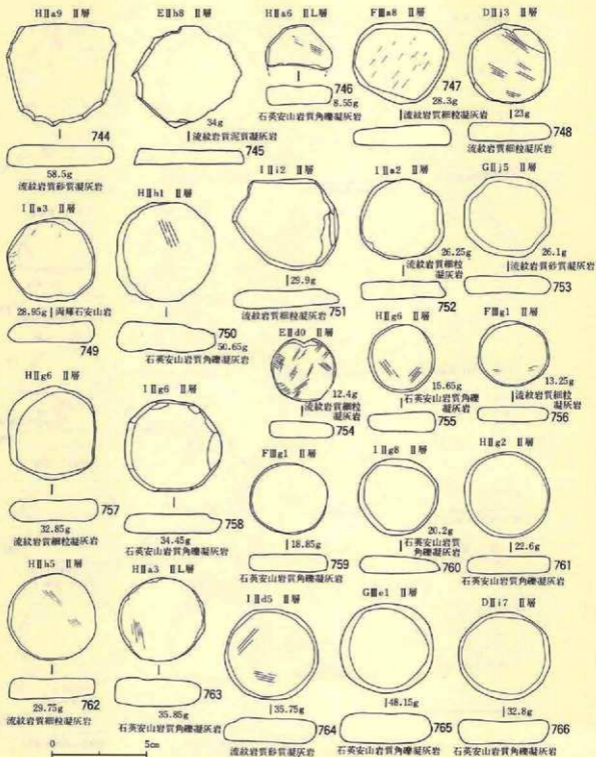 HⅡa9 Ⅱ層
744
58.5g
流紋岩質砂質凝灰岩
EⅡh8 Ⅱ層
34g
流紋岩質泥質凝灰岩
745
HⅡa6 ⅡL
746
8.55g
石英安山岩質角礫凝灰岩
FⅢa8 Ⅱ層
747
28.3g
流紋岩質細粒凝灰岩
DⅡj3 Ⅱ層
23g
748
流紋岩質細粒凝灰岩
IⅡa3 Ⅱ層
28.95g 両輝石安山岩
749
HⅡh1 Ⅱ層
750
50.65g
石英安山岩質角礫凝灰岩
IⅡi2 Ⅱ層
29.9g
流紋岩質細粒凝灰岩
751
IⅡa2 Ⅱ層
26.25g
流紋岩質細粒
凝灰岩
752
GⅡj5 Ⅱ層
26.1g
流紋岩質砂質凝灰岩
753
EⅡd0 Ⅱ層
12.4g
流紋岩質細粒
凝灰岩
754
HⅡg6 Ⅱ層
15.65g
石英安山岩質角礫
凝灰岩
755
FⅢg1 Ⅱ層
13.25g
流紋岩質細粒
凝灰岩
756
HⅡg6 Ⅱ層
757
32.85g
流紋岩質細粒凝灰岩
IⅡg6 Ⅱ層
758
34.45g
石英安山岩質角礫凝灰岩
FⅢg1 Ⅱ層
18.85g
759
石英安山岩質角礫凝灰岩
IⅡg8 Ⅱ層
20.2g
石英安山岩質
角礫凝灰岩
760
HⅡg2 Ⅱ層
22.6g
761
石英安山岩質角礫凝灰岩
HⅡh5 Ⅱ層
762
29.75g
流紋岩質細粒凝灰岩
HⅡa3 ⅡL
763
35.85g
石英安山岩質角礫凝灰岩
IⅡd5 Ⅱ層
35.75g
764
流紋岩質砂質凝灰岩
GⅢe1 Ⅱ層
48.15g
765
石英安山岩質角礫凝灰岩
DⅡi7 Ⅱ層
32.8g
766
石英安山岩質角礫凝灰岩
0 5cm